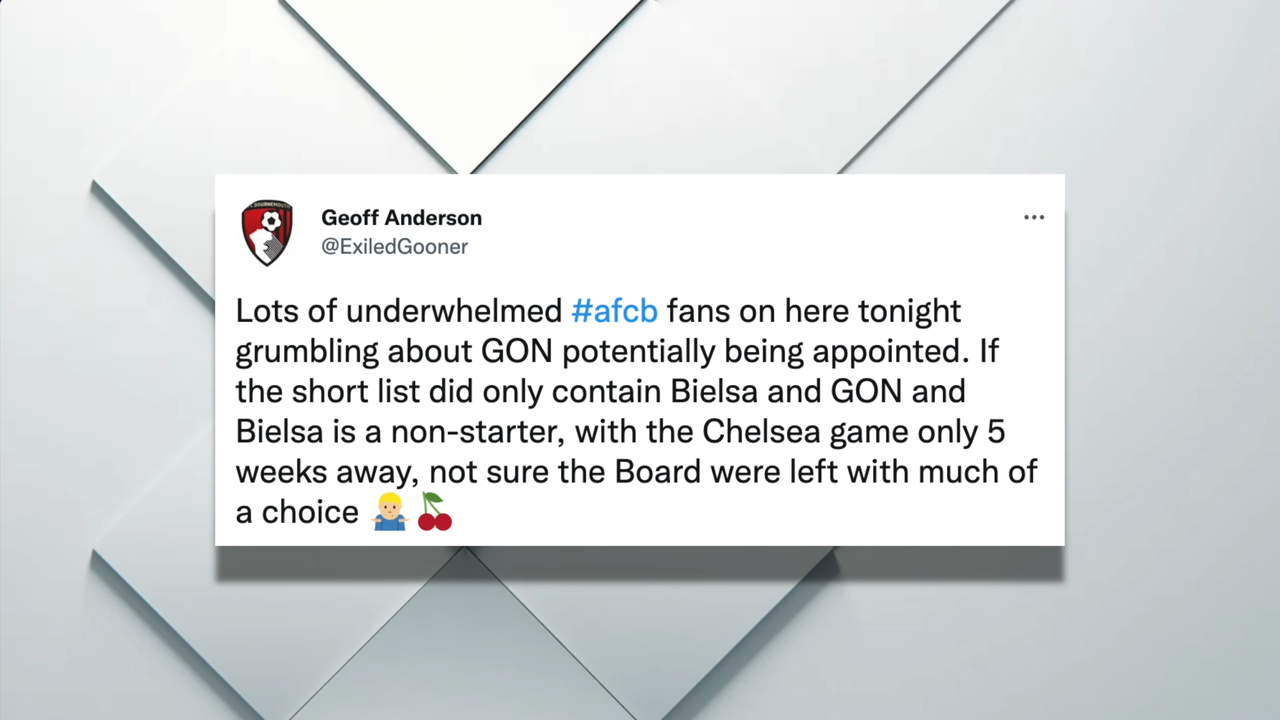 Geoff Anderson
@ExiledGooner
Lots of underwhelmed #afcb fans on here tonight
grumbling about GON potentially being appointed. If
the short list did only contain Bielsa and GON and
Bielsa is a non-starter, with the Chelsea game only 5
weeks away, not sure the Board were left with much of
a choice 🤷🏼‍♂️🍒